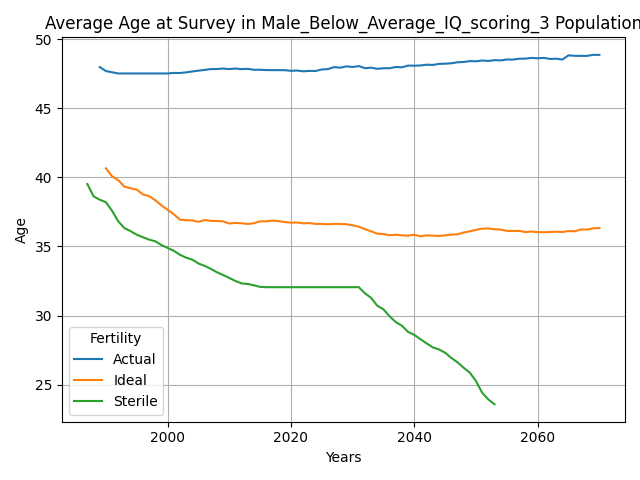 Average Age at Survey in Male_Below_Average_IQ_scoring_3 Population
50
45
40
35
30
25
Age
Fertility
Actual
Ideal
Sterile
2000
2020
2040
2060
Years